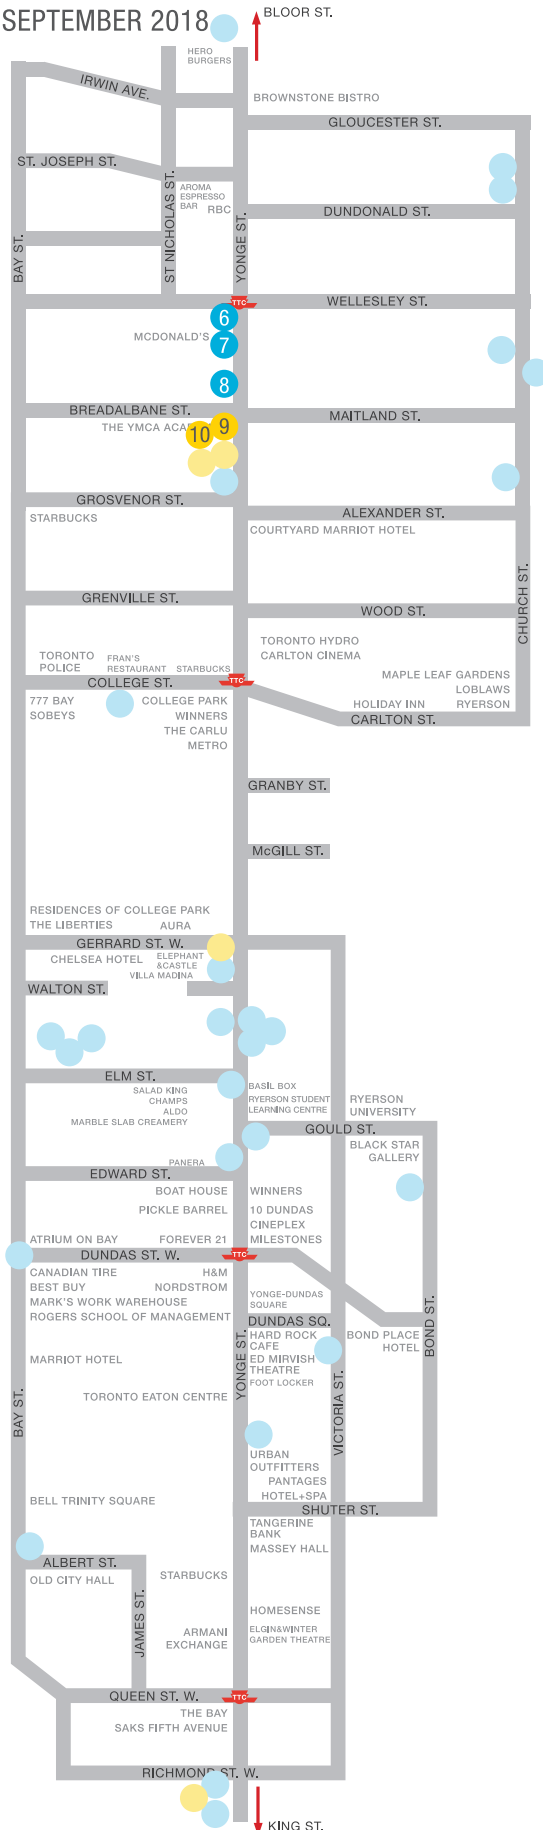 SEPTEMBER 2018
BLOOR ST.
HERO
BURGERS
IRWIN AVE.
BROWNSTONE BISTRO
GLOUCESTER ST.
ST. JOSEPH ST.
AROMA
ESPRESSO
BAR
RBC
DUNDONALD ST.
BAY ST.
ST NICHOLAS ST.
YONGE ST.
TTC
WELLESLEY ST.
6
MCDONALD'S
7
8
BREADALBANE ST.
MAITLAND ST.
THE YMCA
10
9
GROSVENOR ST.
STARBUCKS
ALEXANDER ST.
COURTYARD MARRIOT HOTEL
CHURCH ST.
GRENVILLE ST.
WOOD ST.
TORONTO HYDRO
CARLTON CINEMA
TORONTO
POLICE
FRAN'S
RESTAURANT
STARBUCKS
COLLEGE ST.
TTC
MAPLE LEAF GARDENS
LOBLAWS
HOLIDAY INN
RYERSON
CARLTON ST.
777 BAY
SOBEYS
COLLEGE PARK
WINNERS
THE CARLU
METRO
GRANBY ST.
McGILL ST.
RESIDENCES OF COLLEGE PARK
THE LIBERTIES
AURA
GERRARD ST. W.
CHELSEA HOTEL
ELEPHANT
&CASTLE
VILLA MADINA
WALTON ST.
ELM ST.
SALAD KING
CHAMPS
ALDO
MARBLE SLAB CREAMERY
BASIL BOX
RYERSON STUDENT
LEARNING CENTRE
RYERSON
UNIVERSITY
GOULD ST.
BLACK STAR
GALLERY
PANERA
EDWARD ST.
BOAT HOUSE
WINNERS
PICKLE BARREL
10 DUNDAS
CINEPLEX
ATRIUM ON BAY
FOREVER 21
MILESTONES
DUNDAS ST. W.
TTC
CANADIAN TIRE
H&M
BEST BUY
NORDSTROM
MARK'S WORK WAREHOUSE
ROGERS SCHOOL OF MANAGEMENT
YONGE-DUNDAS
SQUARE
DUNDAS SQ.
HARD ROCK
CAFE
ED MIRVISH
THEATRE
FOOT LOCKER
BOND PLACE
HOTEL
BOND ST.
MARRIOT HOTEL
BAY ST.
YONGE ST.
VICTORIA ST.
TORONTO EATON CENTRE
URBAN
OUTFITTERS
PANTAGES
HOTEL+SPA
BELL TRINITY SQUARE
SHUTER ST.
TANGERINE
BANK
MASSEY HALL
ALBERT ST.
OLD CITY HALL
STARBUCKS
JAMES ST.
HOMESENSE
ARMANI
EXCHANGE
ELGIN&WINTER
GARDEN THEATRE
QUEEN ST. W.
TTC
THE BAY
SAKS FIFTH AVENUE
RICHMOND ST. W.
KING ST.